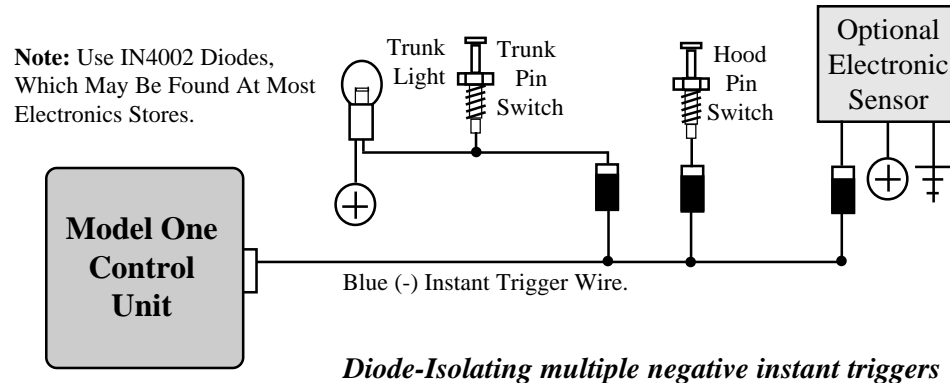 Note: Use IN4002 Diodes,
Which May Be Found At Most
Electronics Stores.
Trunk
Light
Trunk
Pin
Switch
Hood
Pin
Switch
Optional
Electronic
Sensor
Model One
Control
Unit
Blue (-) Instant Trigger Wire.
Diode-Isolating multiple negative instant triggers